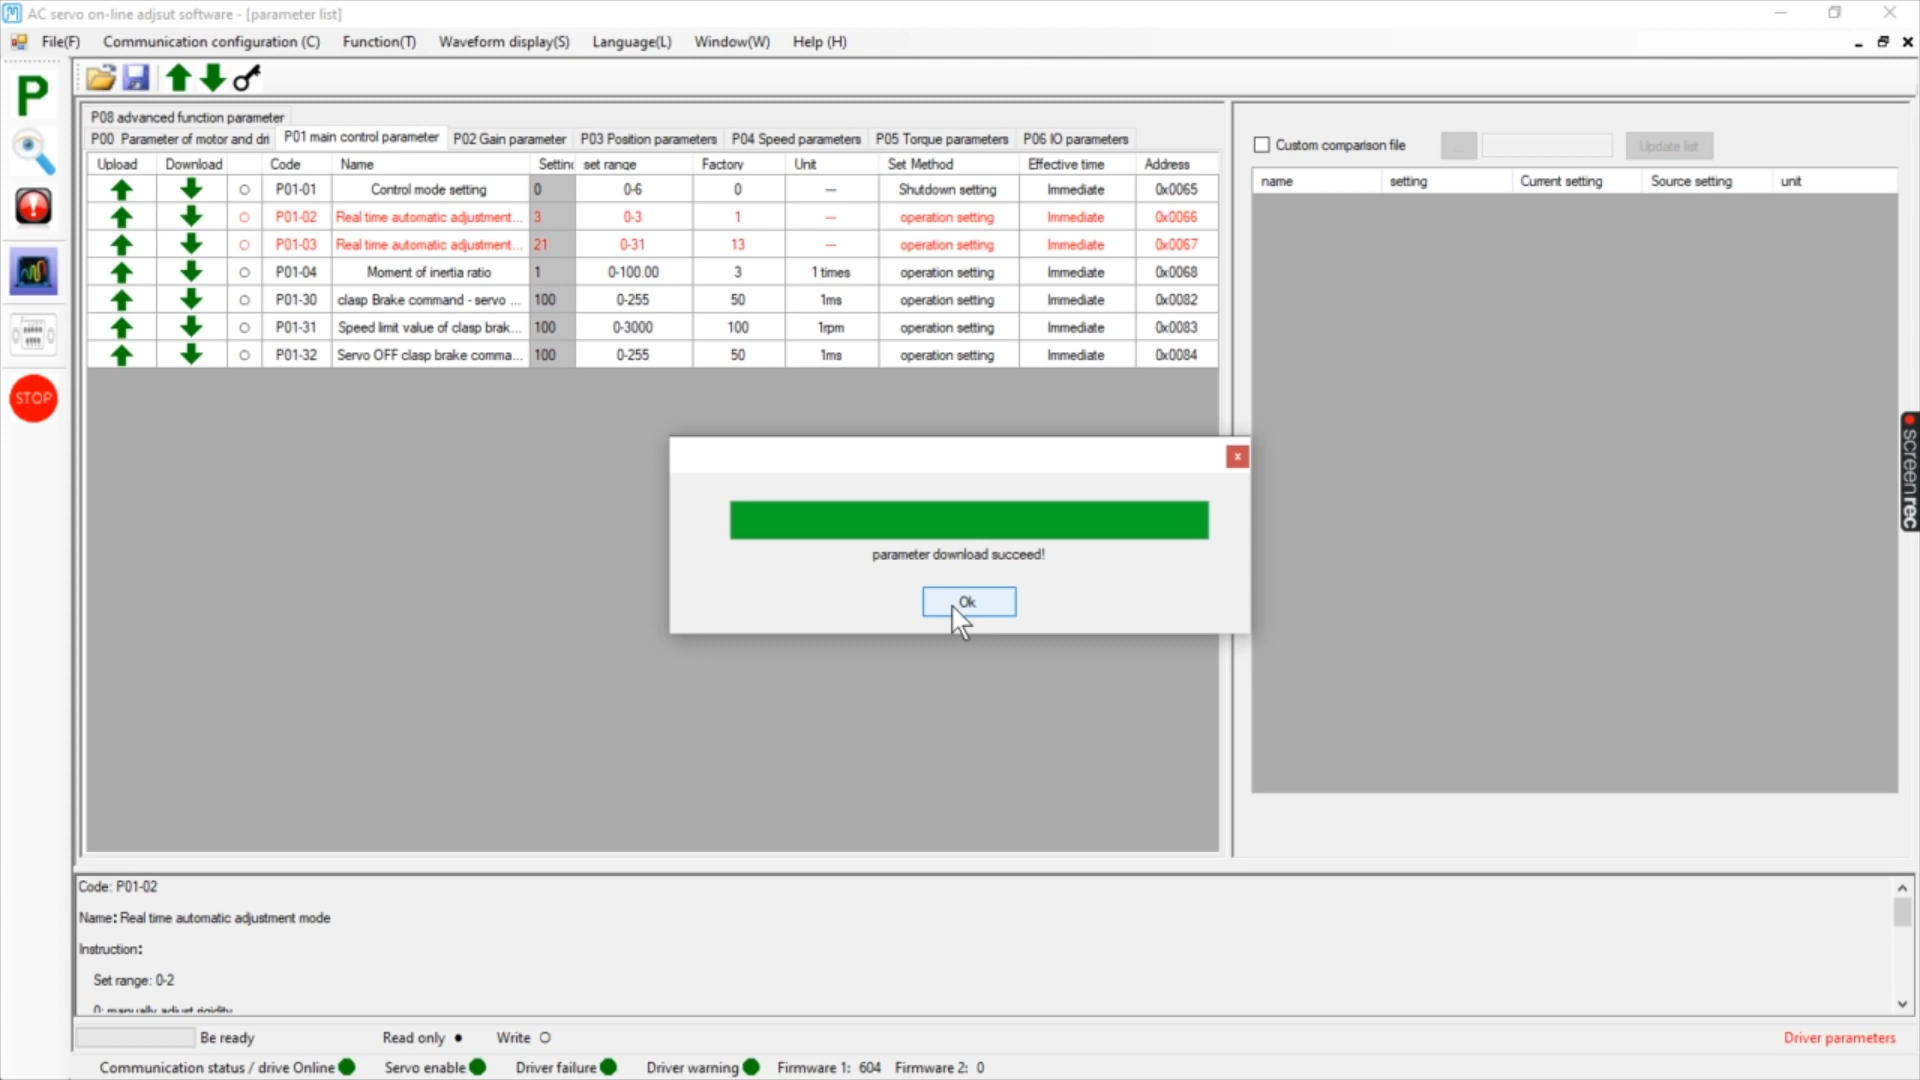 AC servo on-line adjsut software - [parameter list]
File(F) Communication configuration (C) Function(T) Waveform display(S) Language(L) Window(W) Help (H)
P
P08 advanced function parameter
P00 Parameter of motor and dri P01 main control parameter P02 Gain parameter P03 Position parameters P04 Speed parameters P05 Torque parameters P06 IO parameters
Upload Download Code Name Setting set range Factory Unit Set Method Effective time Address
P01-01 Control mode setting 0 0-6 0 --- Shutdown setting Immediate 0x0065
P01-02 Real time automatic adjustment... 3 0-3 1 --- operation setting Immediate 0x0066
P01-03 Real time automatic adjustment... 21 0-31 13 --- operation setting Immediate 0x0067
P01-04 Moment of inertia ratio 1 0-100.00 3 1 times operation setting Immediate 0x0068
P01-30 clasp Brake command - servo ... 100 0-255 50 1ms operation setting Immediate 0x0082
P01-31 Speed limit value of clasp brak... 100 0-3000 100 1rpm operation setting Immediate 0x0083
P01-32 Servo OFF clasp brake comma... 100 0-255 50 1ms operation setting Immediate 0x0084
STOP
Custom comparison file ... Update list
name setting Current setting Source setting unit
x
parameter download succeed!
Ok
screenrec
Code: P01-02
Name: Real time automatic adjustment mode
Instruction:
Set range: 0-2
0: manually adjust rigidity
Be ready Read only Write Driver parameters
Communication status / drive Online Servo enable Driver failure Driver warning Firmware 1: 604 Firmware 2: 0